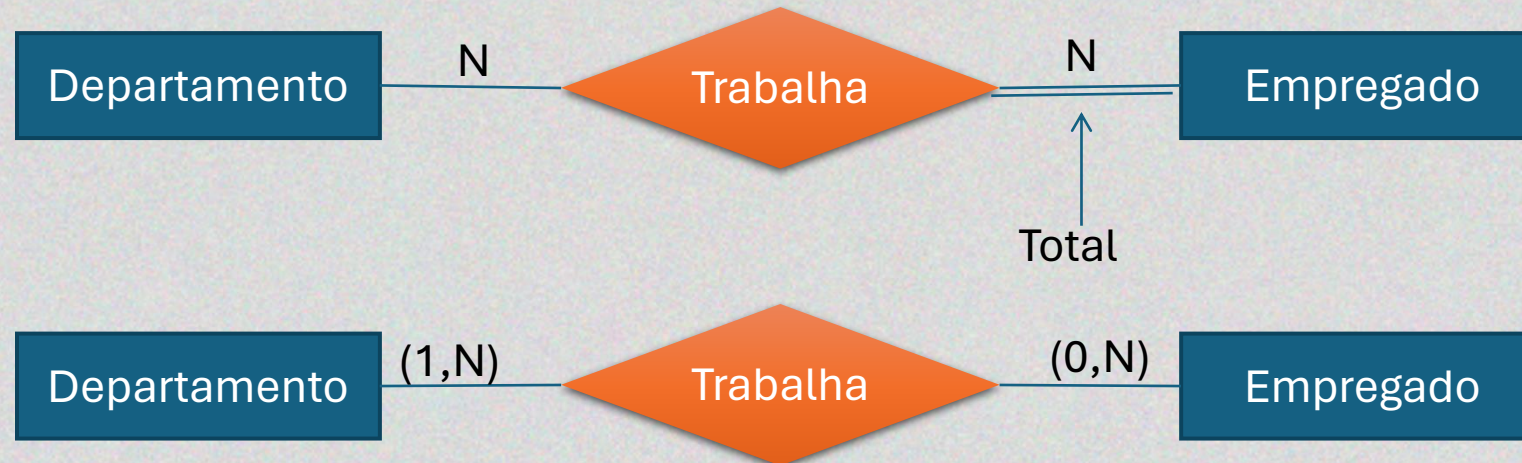 Departamento
N
Trabalha
N
Empregado
Total
Departamento
(1,N)
Trabalha
(0,N)
Empregado